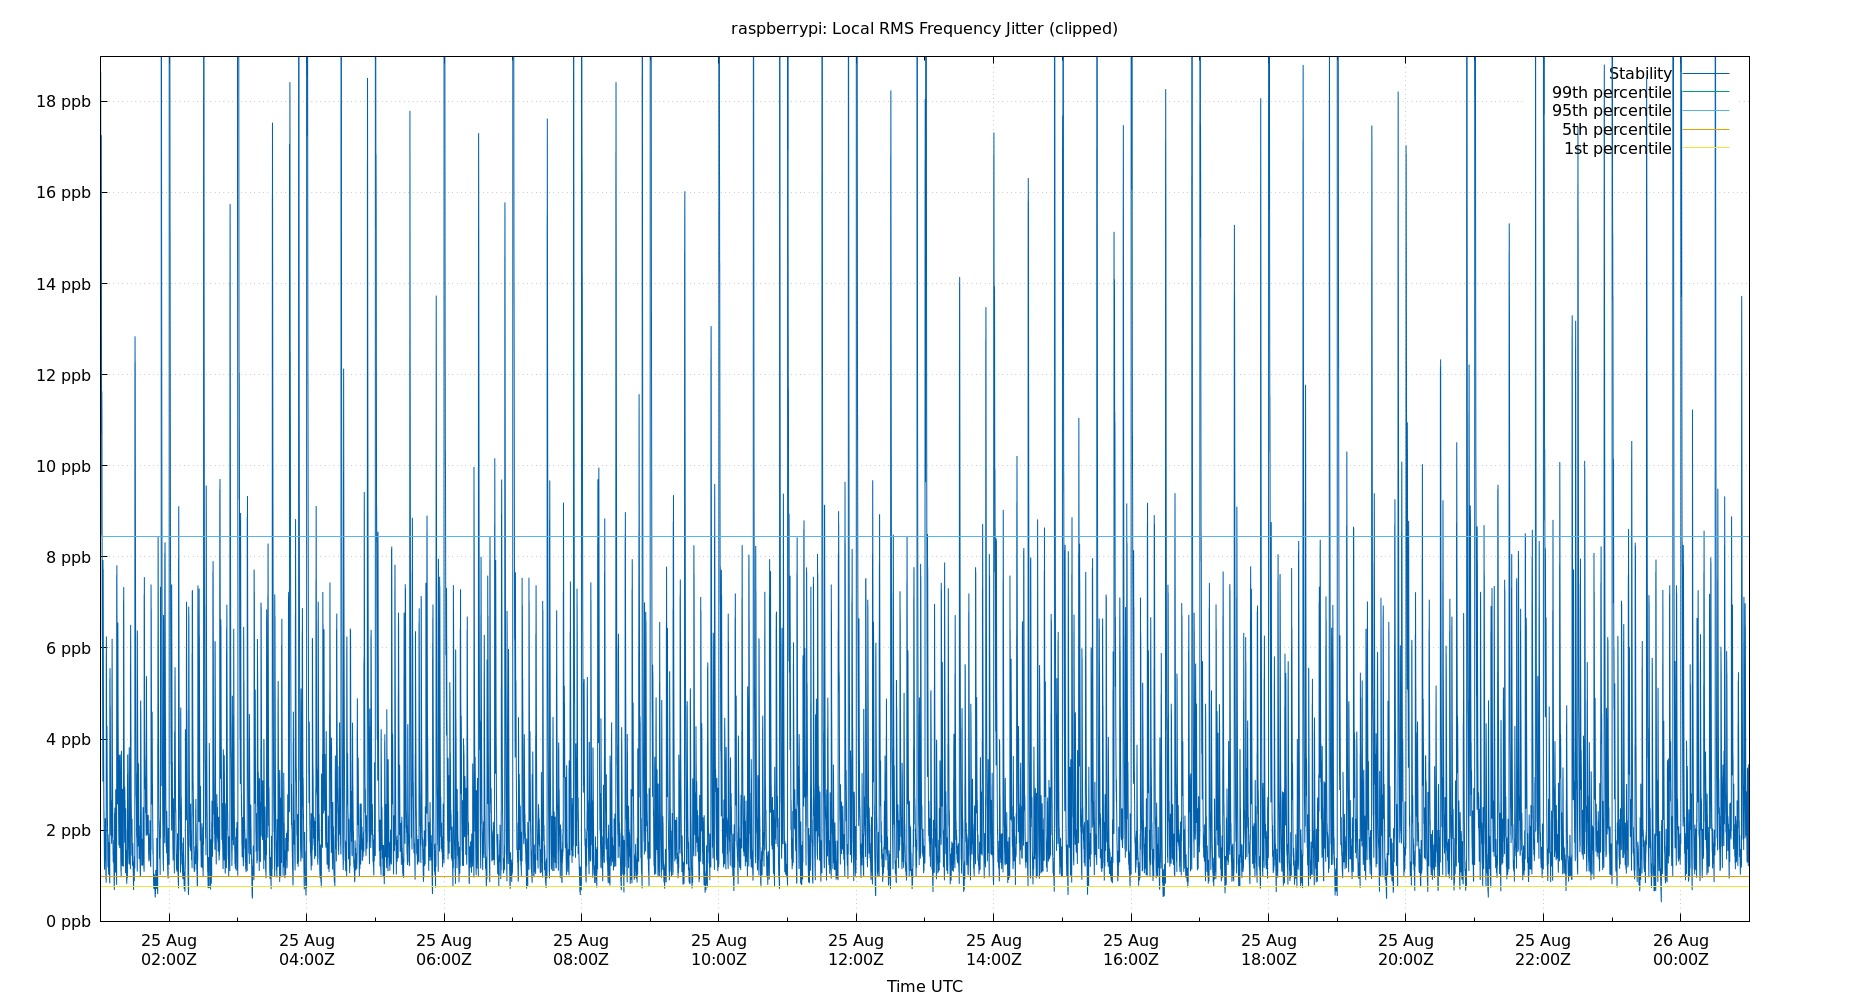 raspberrypi: Local RMS Frequency Jitter (clipped)
Stability
99th percentile
95th percentile
5th percentile
1st percentile
18 ppb
16 ppb
14 ppb
12 ppb
10 ppb
8 ppb
6 ppb
4 ppb
2 ppb
0 ppb
25 Aug 25 Aug 25 Aug 25 Aug 25 Aug 25 Aug 25 Aug 25 Aug 25 Aug 25 Aug 25 Aug 26 Aug
02:00Z 04:00Z 06:00Z 08:00Z 10:00Z 12:00Z 14:00Z 16:00Z 18:00Z 20:00Z 22:00Z 00:00Z
Time UTC